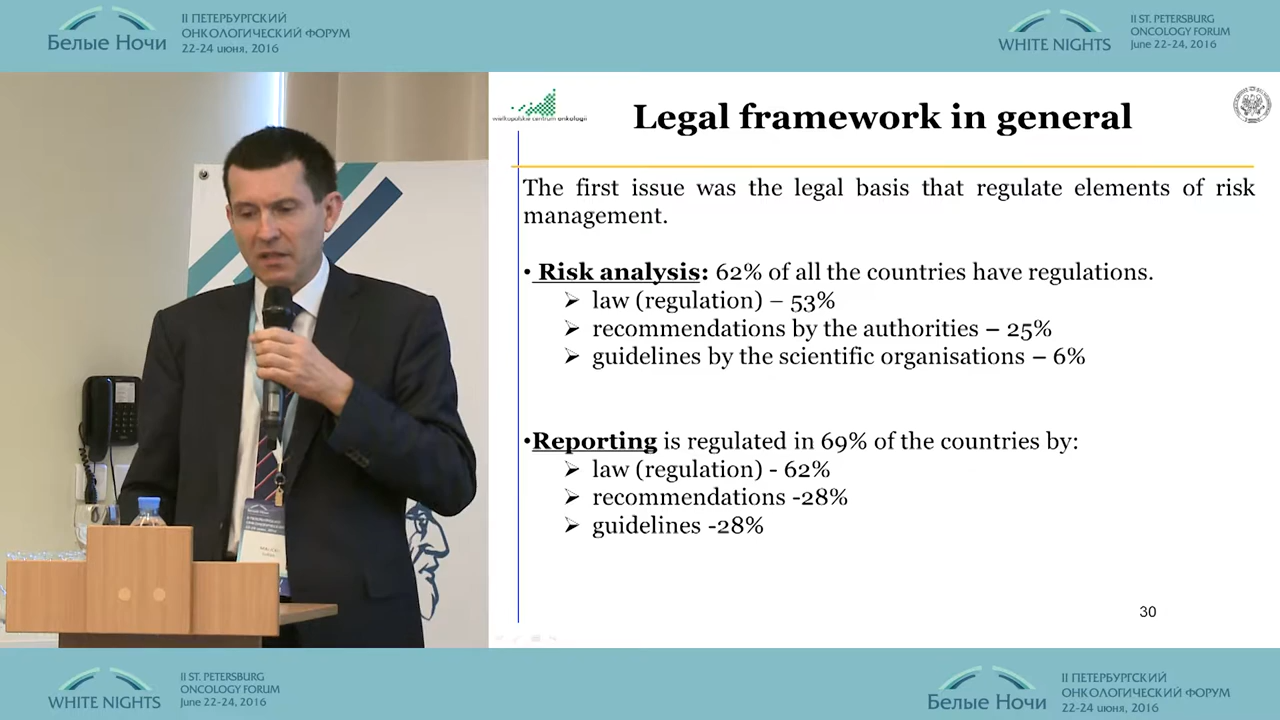 II ПЕТЕРБУРГСКИЙ
ОНКОЛОГИЧЕСКИЙ ФОРУМ
Белые Ночи
22-24 июня, 2016
II ST. PETERSBURG
ONCOLOGY FORUM
WHITE NIGHTS
June 22-24, 2016
wielkopolskie centrum onkologii
Legal framework in general
The first issue was the legal basis that regulate elements of risk
management.
• Risk analysis: 62% of all the countries have regulations.
➢ law (regulation) – 53%
➢ recommendations by the authorities – 25%
➢ guidelines by the scientific organisations – 6%
•Reporting is regulated in 69% of the countries by:
➢ law (regulation) - 62%
➢ recommendations -28%
➢ guidelines -28%
30
II ST. PETERSBURG
ONCOLOGY FORUM
WHITE NIGHTS
June 22-24, 2016
II ПЕТЕРБУРГСКИЙ
ОНКОЛОГИЧЕСКИЙ ФОРУМ
Белые Ночи
22-24 июня, 2016